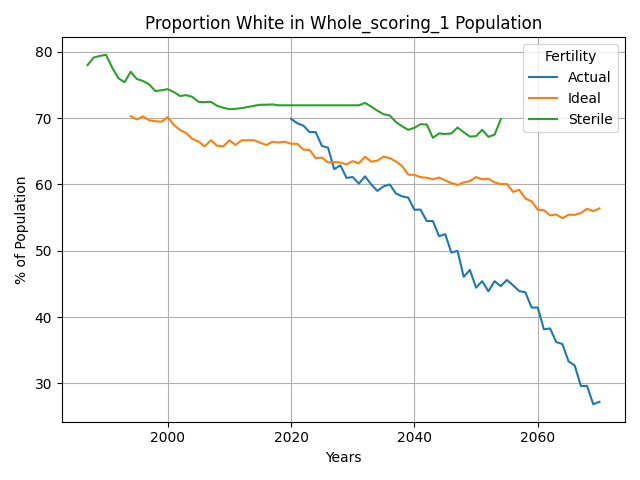 Proportion White in Whole_scoring_1 Population
Fertility
Actual
Ideal
Sterile
% of Population
80
70
60
50
40
30
2000
2020
2040
2060
Years